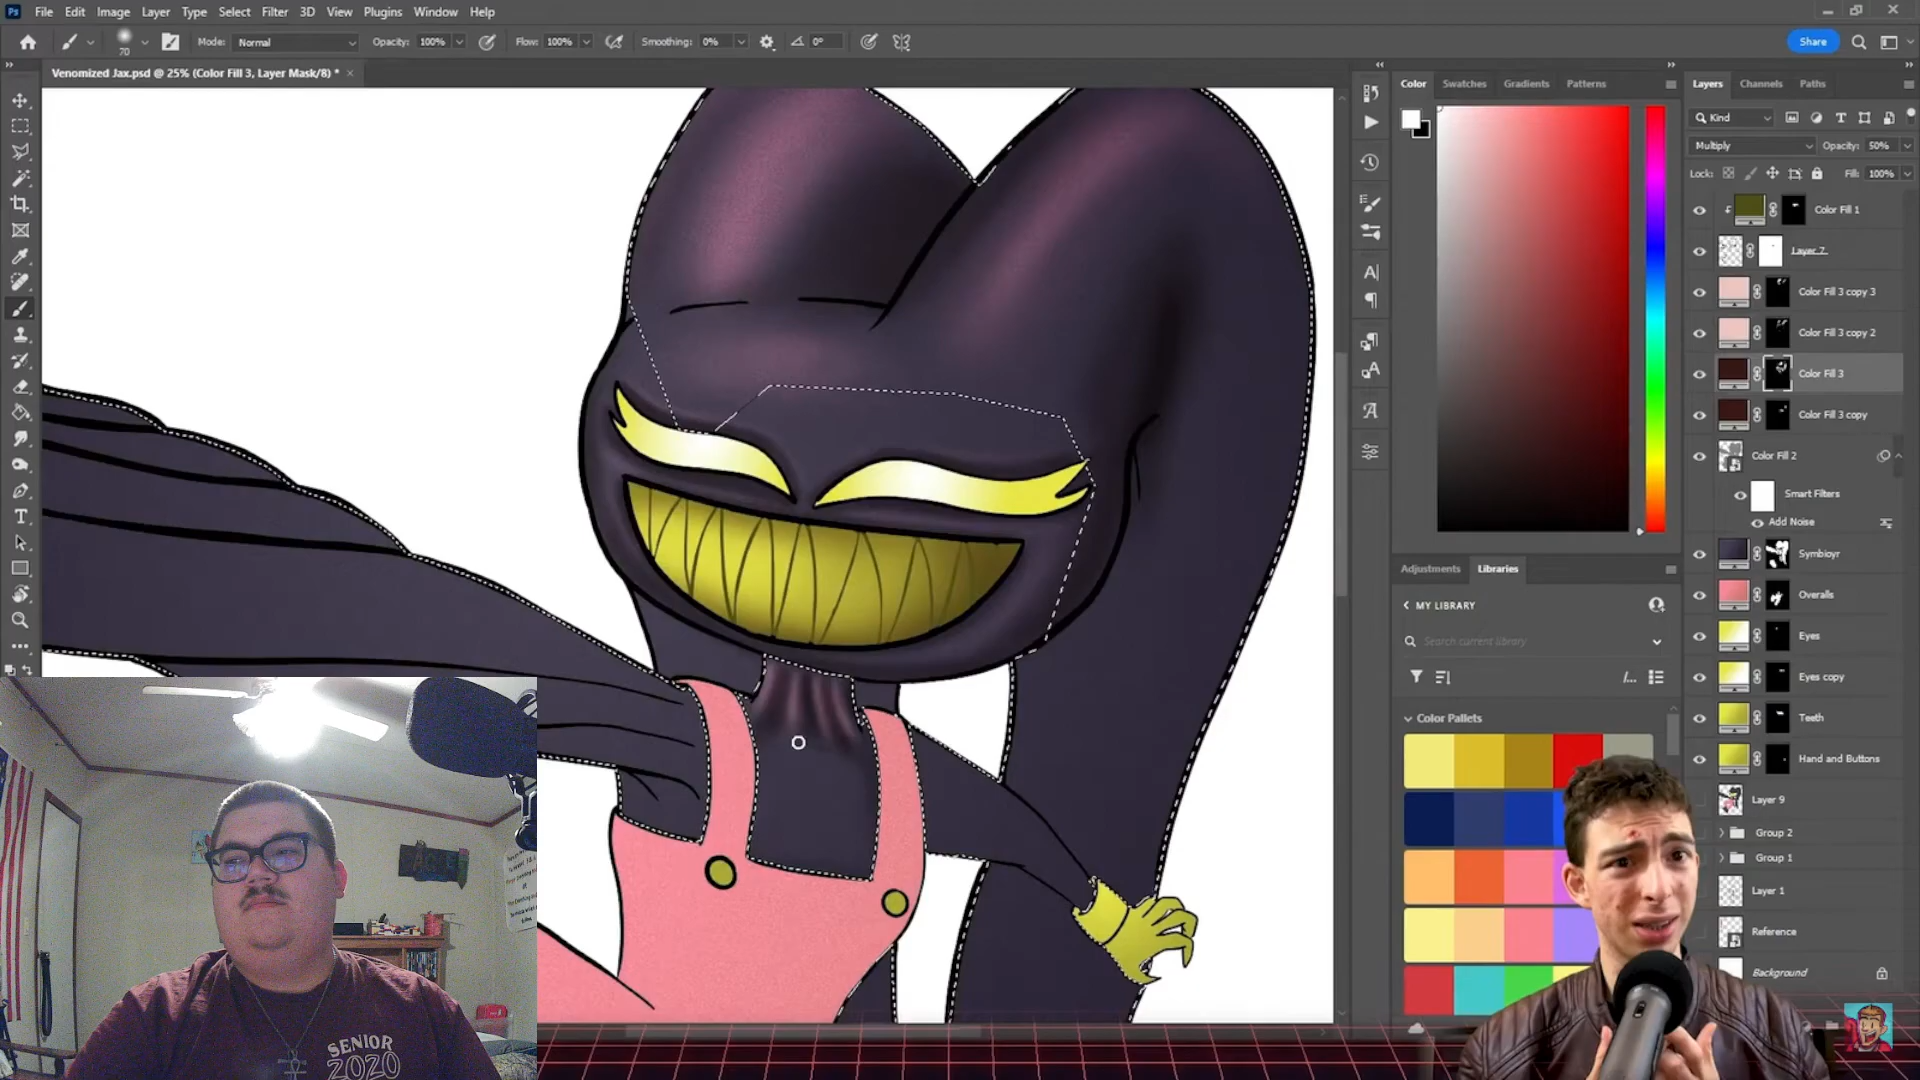 Ps File Edit Image Layer Type Select Filter 3D View Plugins Window Help
70 Mode: Normal Opacity: 100% Flow: 100% Smoothing: 0% 0° Share
Venomized Jax.psd @ 25% (Color Fill 3, Layer Mask/8) *
Color Swatches Gradients Patterns
Layers Channels Paths
Kind
Multiply Opacity: 50%
Lock: Fill: 100%
Color Fill 1
Layer 7
Color Fill 3 copy 3
Color Fill 3 copy 2
Color Fill 3
Color Fill 3 copy
Color Fill 2
Smart Filters
Add Noise
Symbioyr
Overalls
Eyes
Eyes copy
Teeth
Hand and Buttons
Layer 9
Group 2
Group 1
Layer 1
Reference
Background
Adjustments Libraries
MY LIBRARY
Search current library
Color Pallets
SENIOR
2020